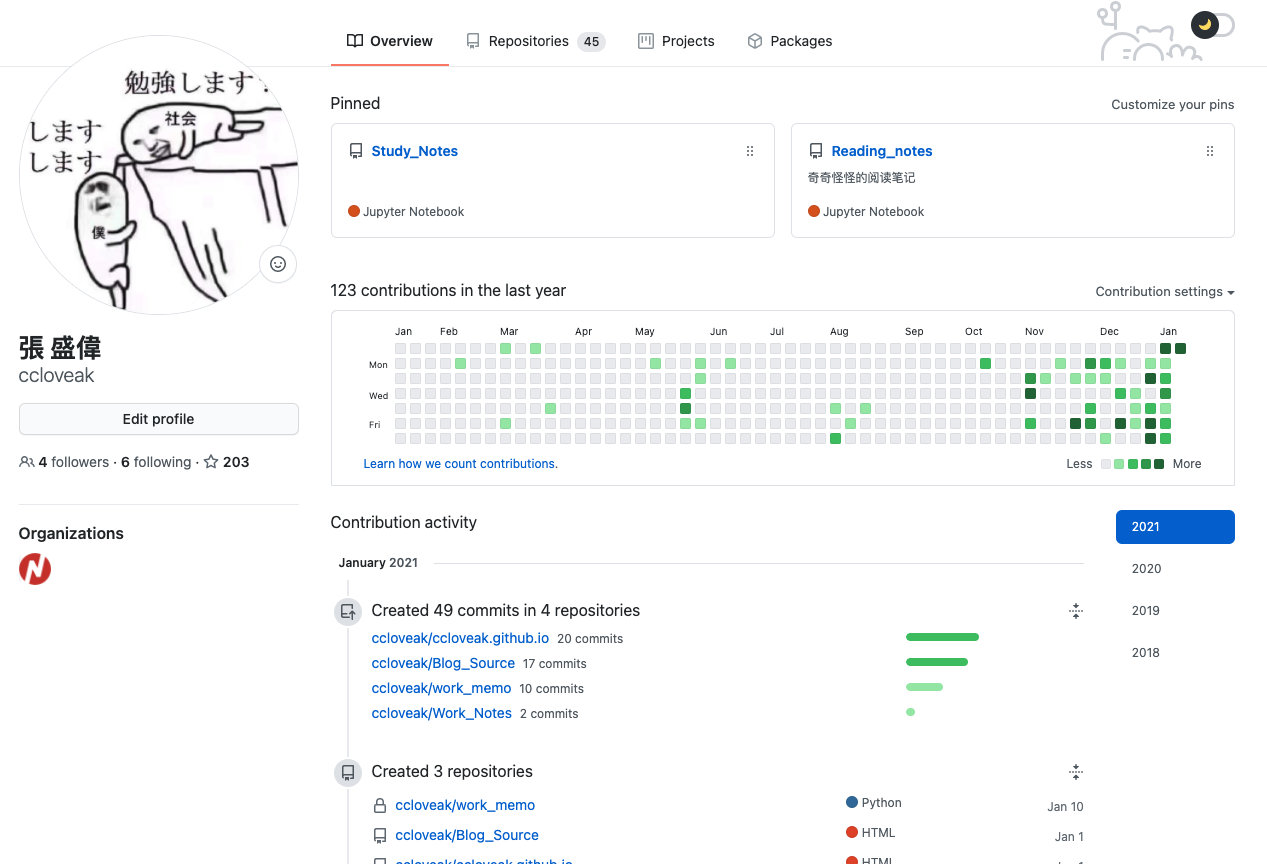 Overview
Repositories 45
Projects
Packages
勉強します！
社会
します
します
僕
張 盛偉
ccloveak
Edit profile
4 followers · 6 following · 203
Organizations
N
Pinned
Customize your pins
Study_Notes
Jupyter Notebook
Reading_notes
奇奇怪怪的阅读笔记
Jupyter Notebook
123 contributions in the last year
Contribution settings
Jan Feb Mar Apr May Jun Jul Aug Sep Oct Nov Dec Jan
Mon
Wed
Fri
Learn how we count contributions.
Less More
Contribution activity
2021
2020
2019
2018
January 2021
Created 49 commits in 4 repositories
ccloveak/ccloveak.github.io 20 commits
ccloveak/Blog_Source 17 commits
ccloveak/work_memo 10 commits
ccloveak/Work_Notes 2 commits
Created 3 repositories
ccloveak/work_memo Python Jan 10
ccloveak/Blog_Source HTML Jan 1
ccloveak/ccloveak.github.io HTML Jan 1